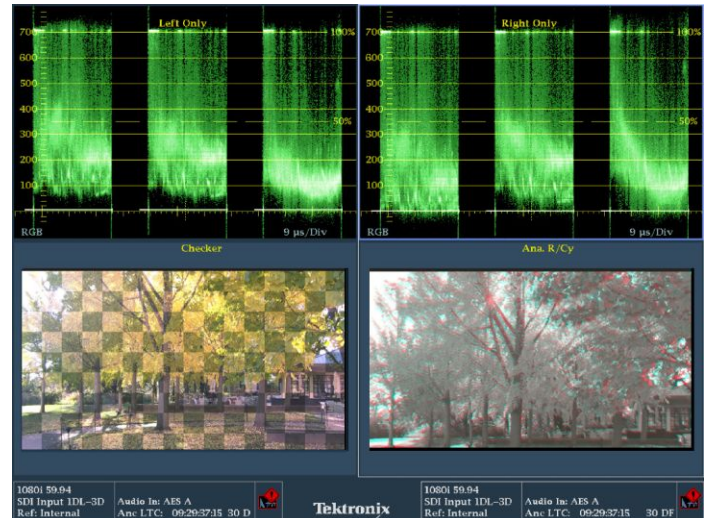 Left Only
700
600
500
400
300
200
100
0
100%
50%
RGB
9 µs/Div
Right Only
700
600
500
400
300
200
100
0
100%
50%
RGB
9 µs/Div
Checker
Ana. R/Cy
1080i 59.94
SDI Input 1DL-3D
Ref: Internal
Audio In: AES A
Anc LTC: 09:29:37:15 30 D
Tektronix
1080i 59.94
SDI Input 1DL-3D
Ref: Internal
Audio In: AES A
Anc LTC: 09:29:37:15 30 DF